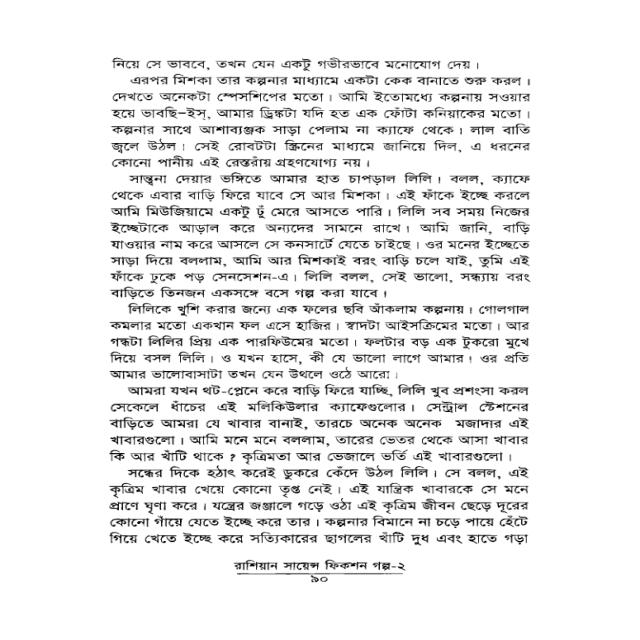 নিয়ে সে ভাববে, তখন যেন একটু গভীরভাবে মনোযোগ দেয়।
এরপর মিশকা তার কল্পনার মাধ্যমে একটা কেক বানাতে শুরু করল।
দেখতে অনেকটা স্পেসশিপের মতো। আমি ইতোমধ্যে কল্পনায় সওয়ার
হয়ে ভাবছি–ইস্, আমার ড্রিঙ্কটা যদি হত এক ফোঁটা কনিয়াকের মতো।
কল্পনার সাথে আশাব্যঞ্জক সাড়া পেলাম না ক্যাফে থেকে। লাল বাতি
জ্বলে উঠল। সেই রোবটটা স্ক্রিনের মাধ্যমে জানিয়ে দিল, এ ধরনের
কোনো পানীয় এই রেস্তরাঁয় গ্রহণযোগ্য নয়।
সান্ত্বনা দেয়ার ভঙ্গিতে আমার হাত চাপড়াল লিলি। বলল, ক্যাফে
থেকে এবার বাড়ি ফিরে যাবে সে আর মিশকা। এই ফাঁকে ইচ্ছে করলে
আমি মিউজিয়ামে একটু ঢুঁ মেরে আসতে পারি। লিলি সব সময় নিজের
ইচ্ছেটাকে আড়াল করে অন্যদের সামনে রাখে। আমি জানি, বাড়ি
যাওয়ার নাম করে আসলে সে কনসার্টে যেতে চাইছে। ওর মনের ইচ্ছেতে
সাড়া দিয়ে বললাম, আমি আর মিশকাই বরং বাড়ি চলে যাই, তুমি এই
ফাঁকে ঢুকে পড় সেনসেশন-এ। লিলি বলল, সেই ভালো, সন্ধ্যায় বরং
বাড়িতে তিনজন একসঙ্গে বসে গল্প করা যাবে।
লিলিকে খুশি করার জন্যে এক ফলের ছবি আঁকলাম কল্পনায়। গোলগাল
কমলার মতো একখান ফল এসে হাজির। স্বাদটা আইসক্রিমের মতো। আর
গন্ধটা লিলির প্রিয় এক পারফিউমের মতো। ফলটার বড় এক টুকরো মুখে
দিয়ে বসল লিলি। ও যখন হাসে, কী যে ভালো লাগে আমার। ওর প্রতি
আমার ভালোবাসাটা তখন যেন উথলে ওঠে আরো।
আমরা যখন থট-প্লেনে করে বাড়ি ফিরে যাচ্ছি, লিলি খুব প্রশংসা করল
সেকেলে ধাঁচের এই মলিকিউলার ক্যাফেগুলোর। সেন্ট্রাল স্টেশনের
বাড়িতে আমরা যে খাবার বানাই, তারচে অনেক অনেক মজাদার এই
খাবারগুলো। আমি মনে মনে বললাম, তারের ভেতর থেকে আসা খাবার
কি আর খাঁটি থাকে ? কৃত্রিমতা আর ভেজালে ভর্তি এই খাবারগুলো।
সন্ধের দিকে হঠাৎ করেই ডুকরে কেঁদে উঠল লিলি। সে বলল, এই
কৃত্রিম খাবার খেয়ে কোনো তৃপ্ত নেই। এই যান্ত্রিক খাবারকে সে মনে
প্রাণে ঘৃণা করে। যন্ত্রের জঞ্জালে গড়ে ওঠা এই কৃত্রিম জীবন ছেড়ে দূরের
কোনো গাঁয়ে যেতে ইচ্ছে করে তার। কল্পনার বিমানে না চড়ে পায়ে হেঁটে
গিয়ে খেতে ইচ্ছে করে সত্যিকারের ছাগলের খাঁটি দুধ এবং হাতে গড়া
রাশিয়ান সায়েন্স ফিকশন গল্প-২
৯০